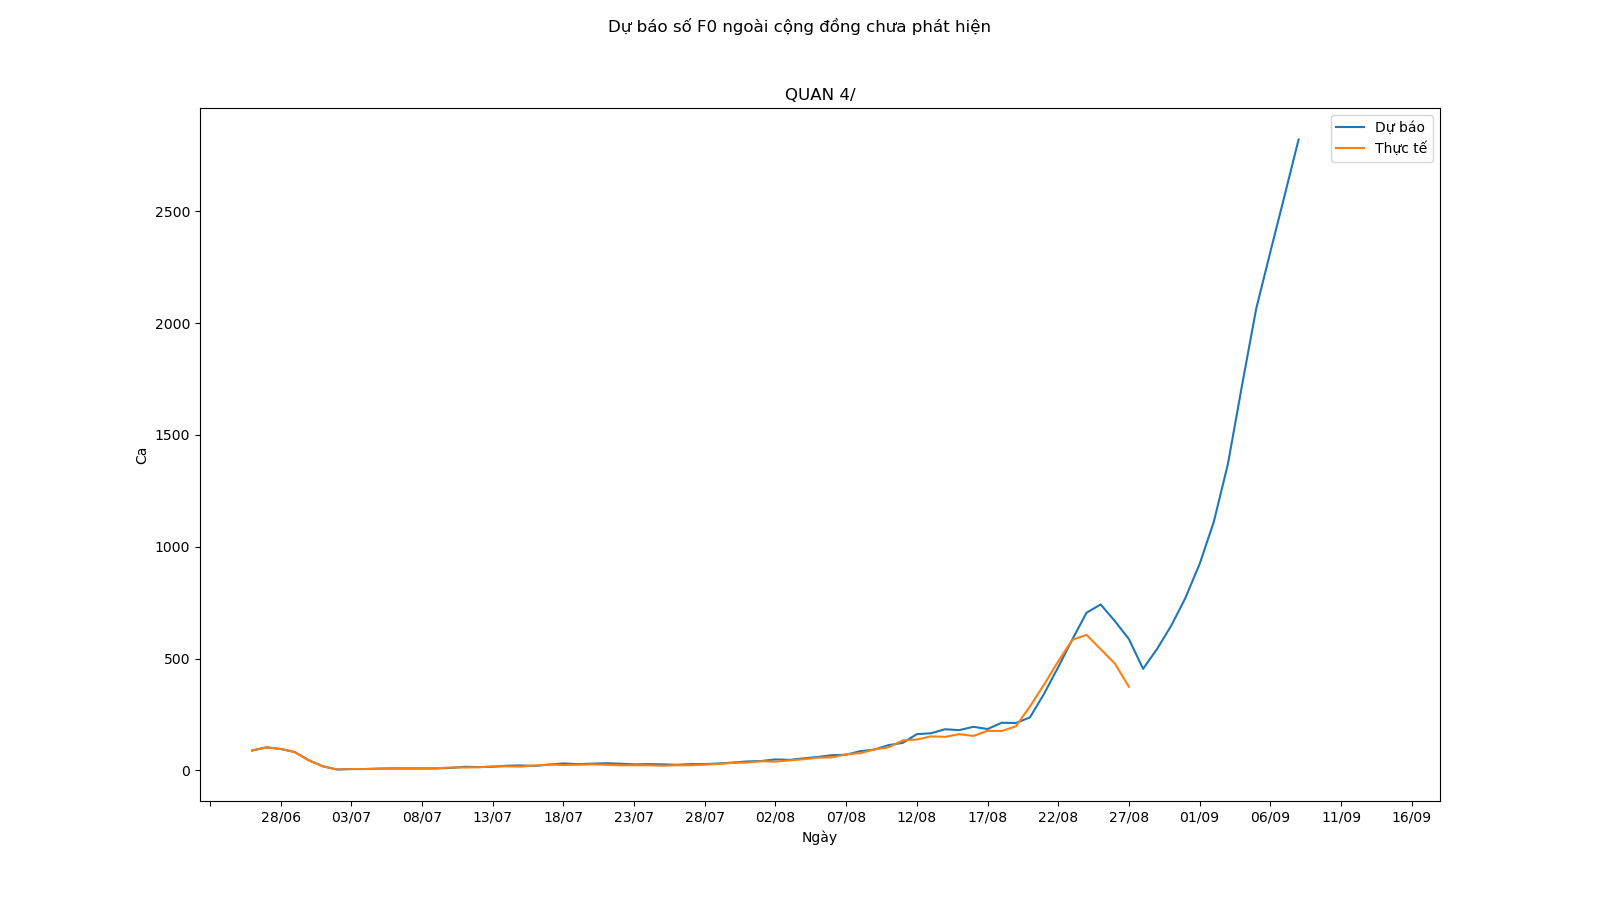 Dự báo số F0 ngoài cộng đồng chưa phát hiện
QUAN 4/
Dự báo
Thực tế
2500
2000
1500
1000
500
0
Ca
28/06 03/07 08/07 13/07 18/07 23/07 28/07 02/08 07/08 12/08 17/08 22/08 27/08 01/09 06/09 11/09 16/09
Ngày